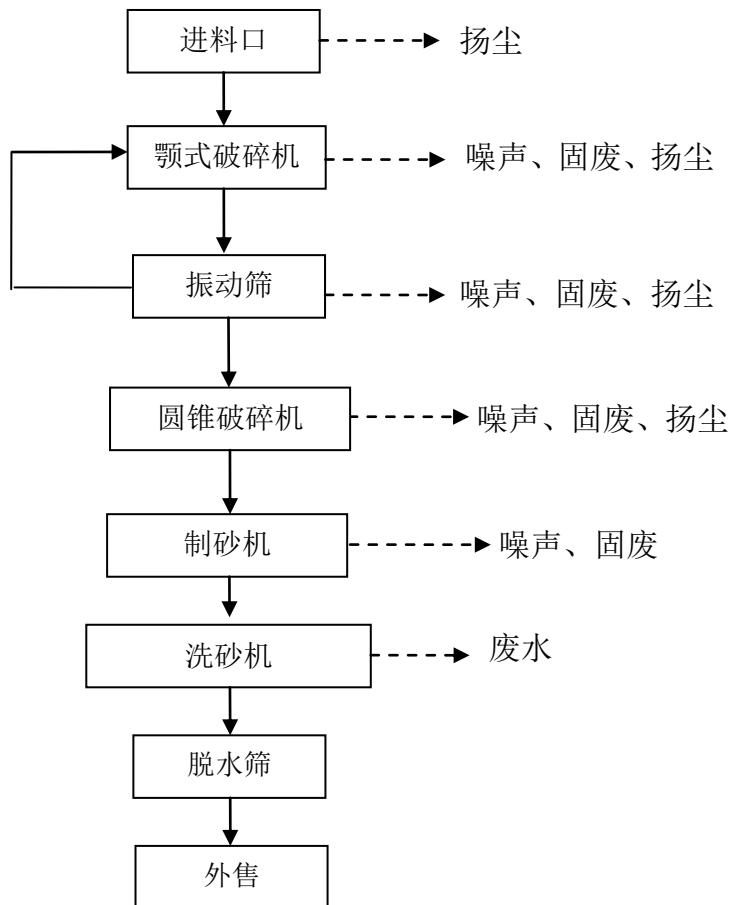 进料口
扬尘
颚式破碎机
噪声、固废、扬尘
振动筛
噪声、固废、扬尘
圆锥破碎机
噪声、固废、扬尘
制砂机
噪声、固废
洗砂机
废水
脱水筛
外售